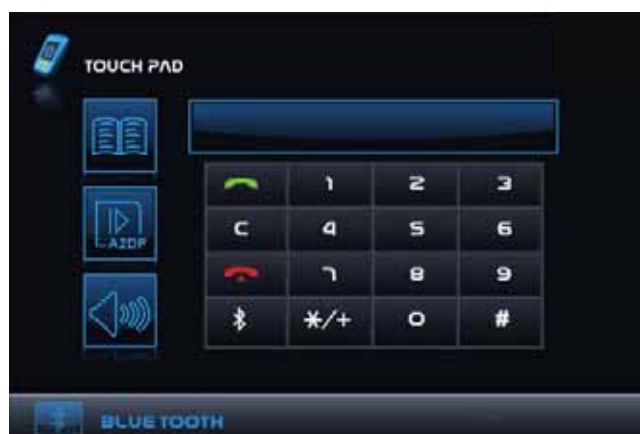 TOUCH PAD
1 2 3
C 4 5 6
A2DP
7 8 9
*/+ 0 #
BLUE TOOTH